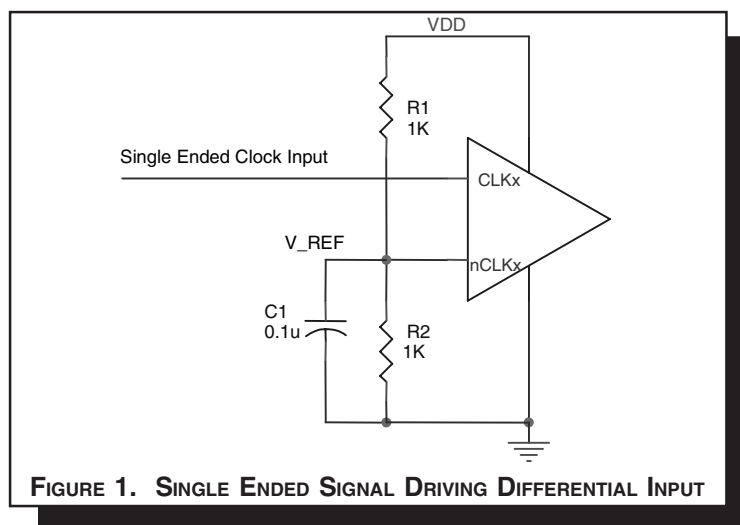 VDD
R1
1K
Single Ended Clock Input
CLKx
V_REF
nCLKx
C1
0.1u
R2
1K
FIGURE 1. SINGLE ENDED SIGNAL DRIVING DIFFERENTIAL INPUT